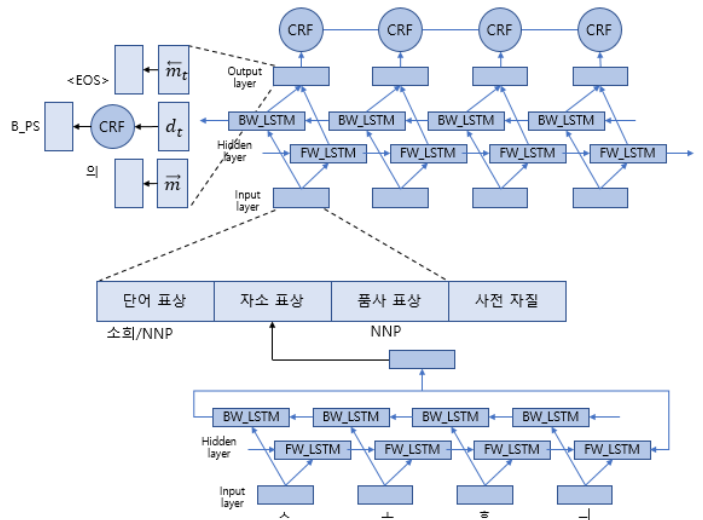 CRF CRF CRF CRF
<EOS> m_t Output layer
B_PS CRF d_t BW_LSTM BW_LSTM BW_LSTM BW_LSTM
Hidden layer FW_LSTM FW_LSTM FW_LSTM FW_LSTM
의 m Input layer
단어 표상 자소 표상 품사 표상 사전 자질
소희/NNP NNP
BW_LSTM BW_LSTM BW_LSTM BW_LSTM
Hidden layer FW_LSTM FW_LSTM FW_LSTM FW_LSTM
Input layer